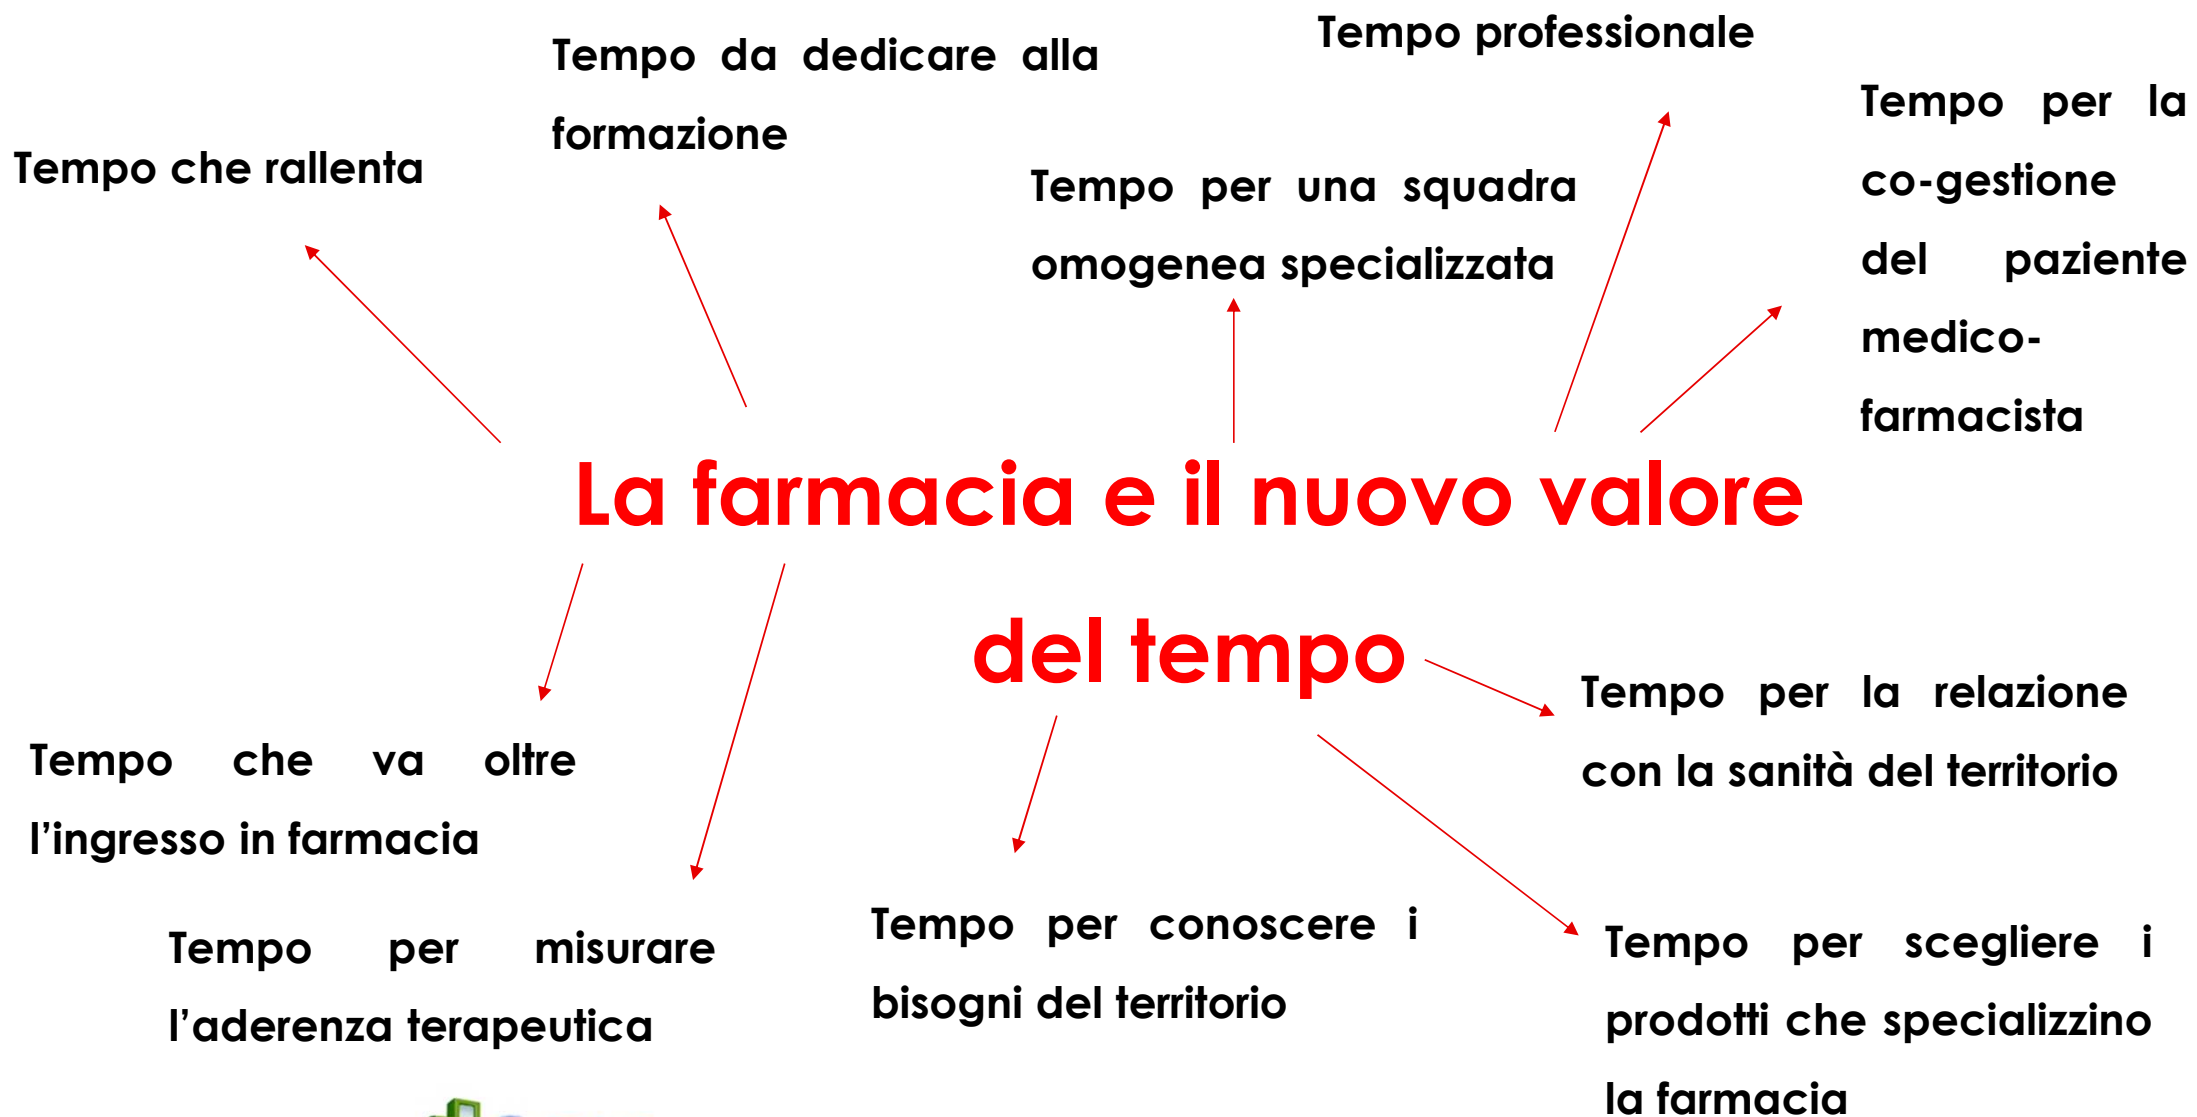 Tempo professionale
Tempo da dedicare alla
formazione
Tempo che rallenta
Tempo per una squadra
omogenea specializzata
Tempo per la
co-gestione
del paziente
medico-
farmacista
La farmacia e il nuovo valore
del tempo
Tempo che va oltre
l’ingresso in farmacia
Tempo per misurare
l’aderenza terapeutica
Tempo per conoscere i
bisogni del territorio
Tempo per la relazione
con la sanità del territorio
Tempo per scegliere i
prodotti che specializzino
la farmacia